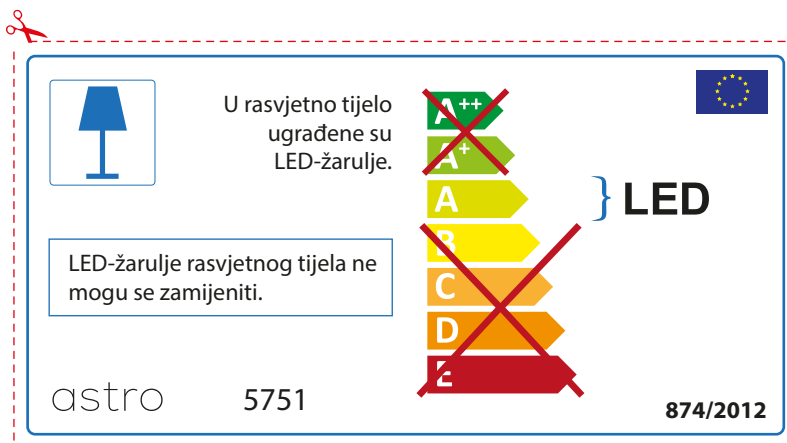 U rasvjetno tijelo
ugrađene su
LED-žarulje.
LED-žarulje rasvjetnog tijela ne
mogu se zamijeniti.
A++
A+
A
B
C
D
E
} LED
astro
5751
874/2012